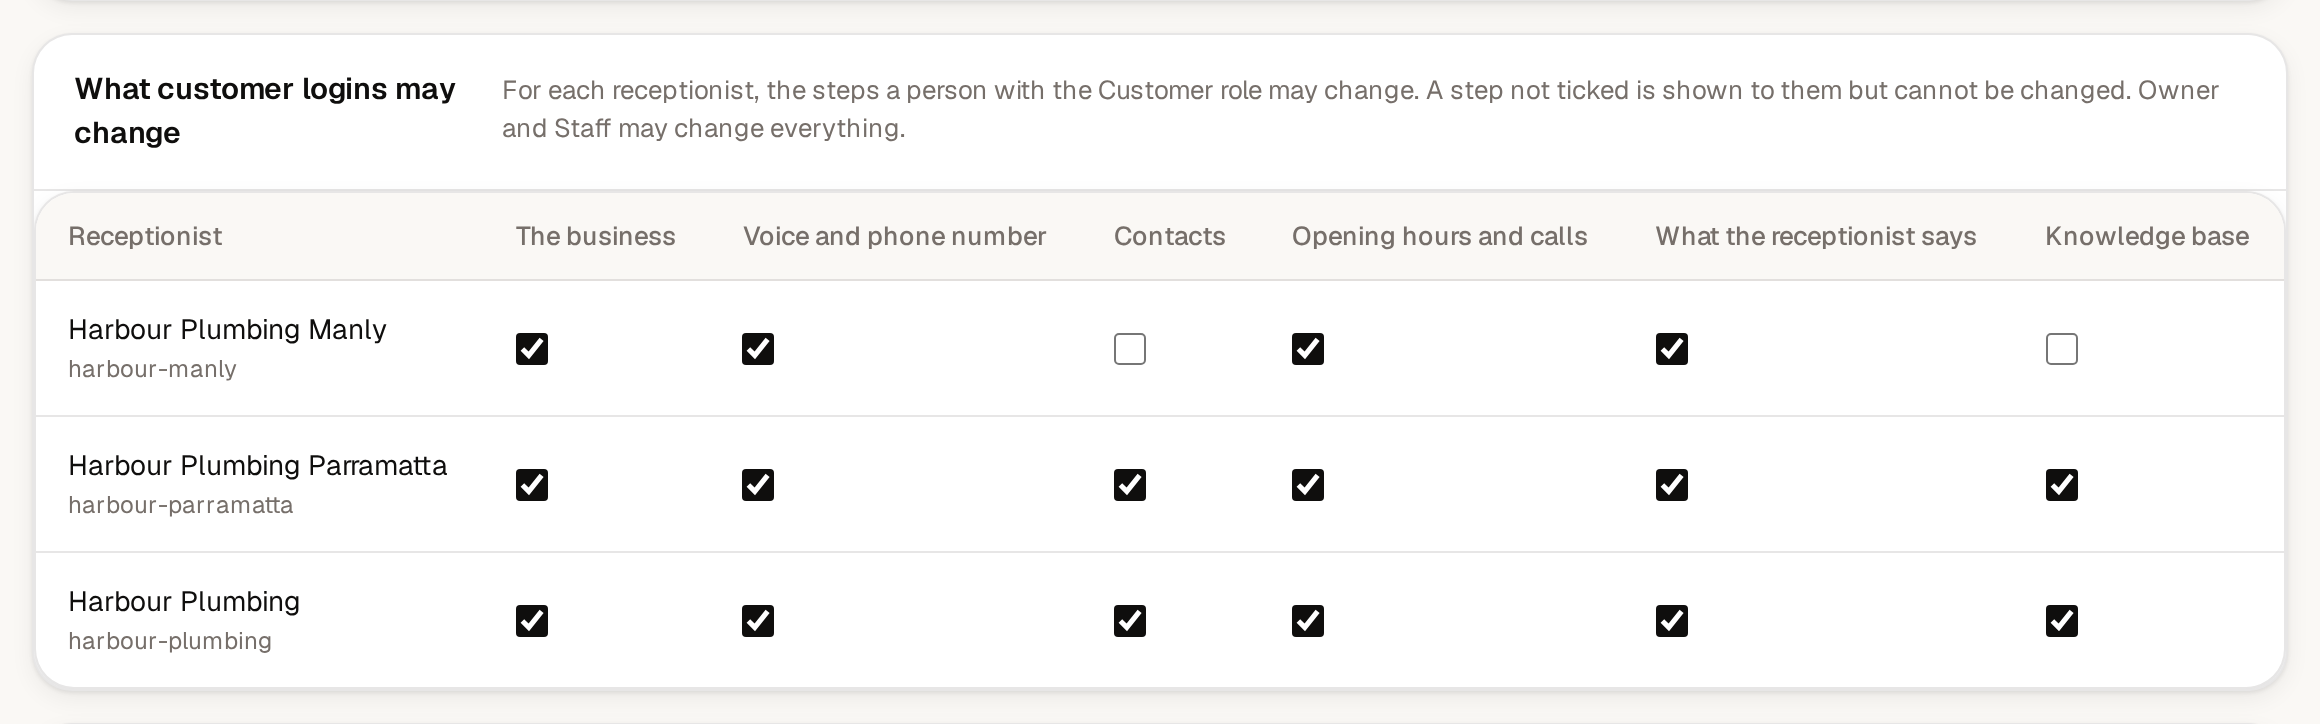 What customer logins may
change
For each receptionist, the steps a person with the Customer role may change. A step not ticked is shown to them but cannot be changed. Owner
and Staff may change everything.
Receptionist The business Voice and phone number Contacts Opening hours and calls What the receptionist says Knowledge base
Harbour Plumbing Manly
harbour-manly
Harbour Plumbing Parramatta
harbour-parramatta
Harbour Plumbing
harbour-plumbing